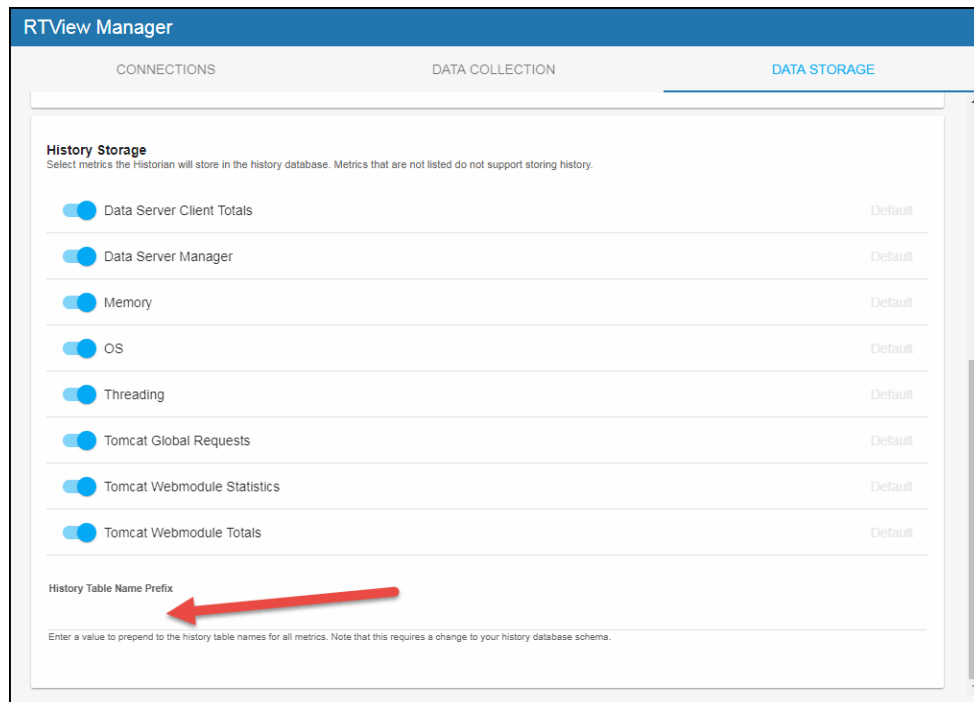 RTView Manager
CONNECTIONS DATA COLLECTION DATA STORAGE
History Storage
Select metrics the Historian will store in the history database. Metrics that are not listed do not support storing history.
Data Server Client Totals Default
Data Server Manager Default
Memory Default
OS Default
Threading Default
Tomcat Global Requests Default
Tomcat Webmodule Statistics Default
Tomcat Webmodule Totals Default
History Table Name Prefix
Enter a value to prepend to the history table names for all metrics. Note that this requires a change to your history database schema.